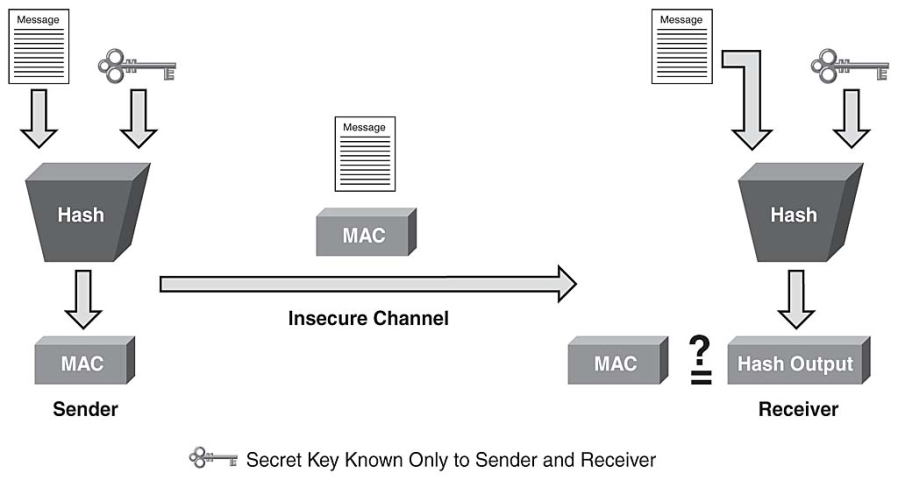 Message
Message
Message
Hash
MAC
Hash
Insecure Channel
MAC
MAC
?
=
Hash Output
Sender
Receiver
Secret Key Known Only to Sender and Receiver